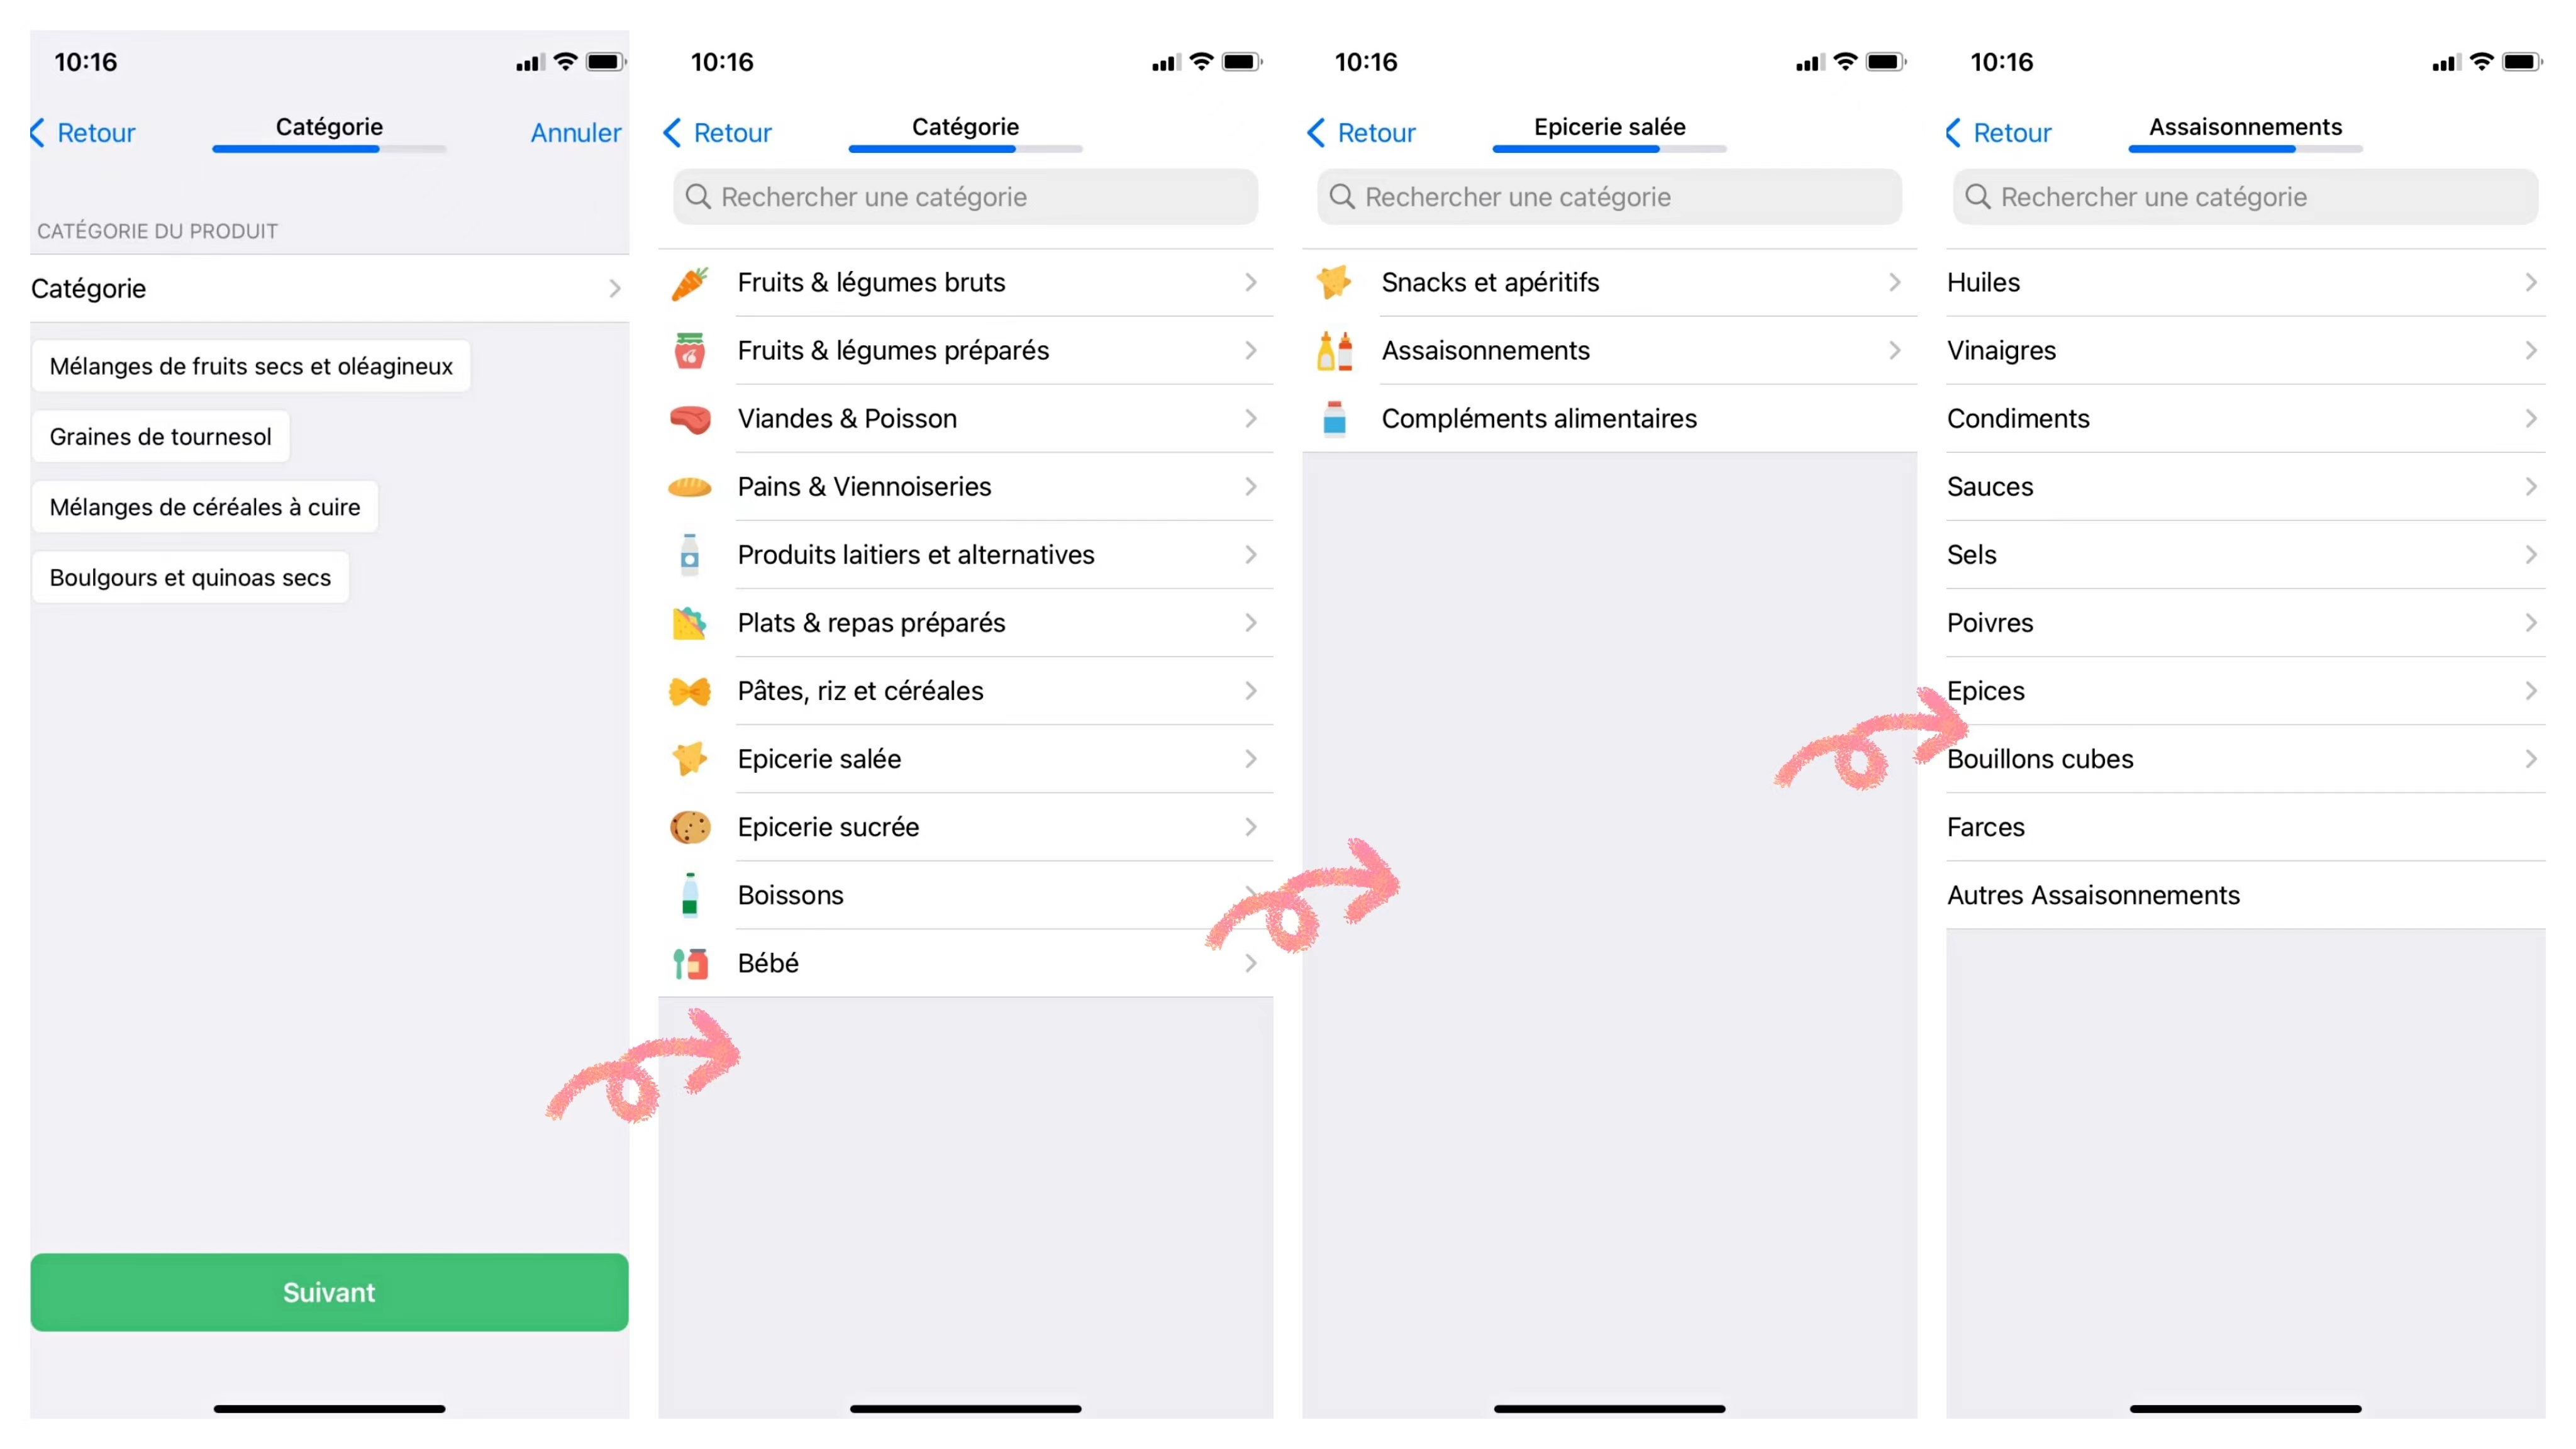 10:16
Retour
Catégorie
Annuler
CATÉGORIE DU PRODUIT
Catégorie
Mélanges de fruits secs et oléagineux
Graines de tournesol
Mélanges de céréales à cuire
Boulgours et quinoas secs
Suivant
10:16
Retour
Catégorie
Rechercher une catégorie
Fruits & légumes bruts
Fruits & légumes préparés
Viandes & Poisson
Pains & Viennoiseries
Produits laitiers et alternatives
Plats & repas préparés
Pâtes, riz et céréales
Epicerie salée
Epicerie sucrée
Boissons
Bébé
10:16
Retour
Epicerie salée
Rechercher une catégorie
Snacks et apéritifs
Assaisonnements
Compléments alimentaires
10:16
Retour
Assaisonnements
Rechercher une catégorie
Huiles
Vinaigres
Condiments
Sauces
Sels
Poivres
Epices
Bouillons cubes
Farces
Autres Assaisonnements